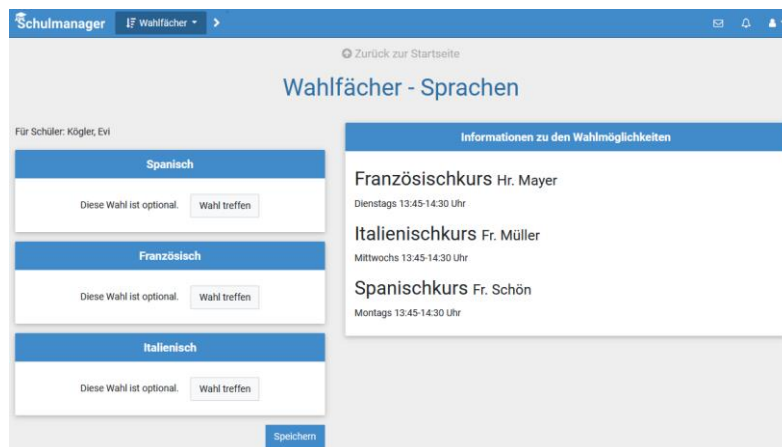 Schulmanager
Wahlfächer
Zurück zur Startseite
Wahlfächer - Sprachen
Für Schüler: Kögler, Evi
Spanisch
Diese Wahl ist optional. Wahl treffen
Französisch
Diese Wahl ist optional. Wahl treffen
Italienisch
Diese Wahl ist optional. Wahl treffen
Speichern
Informationen zu den Wahlmöglichkeiten
Französischkurs Hr. Mayer
Dienstags 13:45-14:30 Uhr
Italienischkurs Fr. Müller
Mittwochs 13:45-14:30 Uhr
Spanischkurs Fr. Schön
Montags 13:45-14:30 Uhr